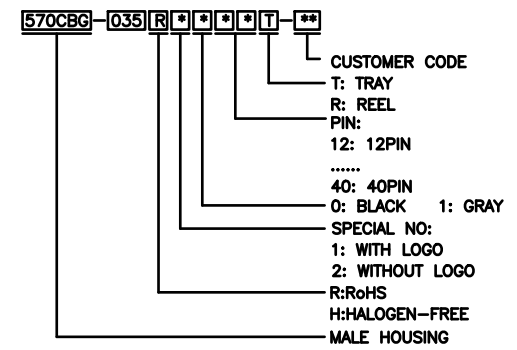 570CBG-035R****T-**
CUSTOMER CODE
T: TRAY
R: REEL
PIN:
12: 12PIN
......
40: 40PIN
0: BLACK 1: GRAY
SPECIAL NO:
1: WITH LOGO
2: WITHOUT LOGO
R:RoHS
H:HALOGEN-FREE
MALE HOUSING